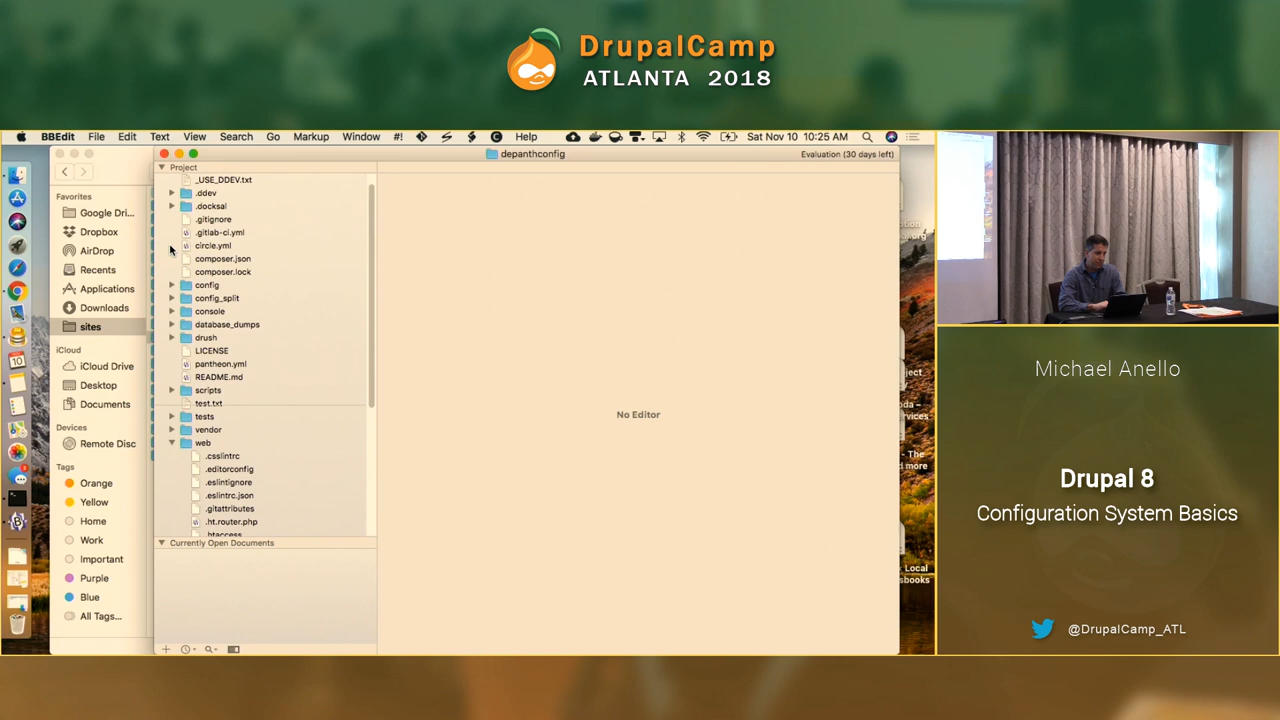 DrupalCamp
ATLANTA 2018
BBEdit File Edit Text View Search Go Markup Window #! Help Sat Nov 10 10:25 AM
depanthconfig
Evaluation (30 days left)
Favorites
Google Dri...
Dropbox
AirDrop
Recents
Applications
Downloads
sites
iCloud
iCloud Drive
Desktop
Documents
Devices
Remote Disc
Tags
Orange
Yellow
Home
Work
Important
Purple
Blue
All Tags...
Project
_USE_DDEV.txt
.ddev
.docksal
.gitignore
.gitlab-ci.yml
circle.yml
composer.json
composer.lock
config
config_split
console
database_dumps
drush
LICENSE
pantheon.yml
README.md
scripts
test.txt
tests
vendor
web
.csslintrc
.editorconfig
.eslintignore
.eslintrc.json
.gitattributes
.ht.router.php
.htaccess
Currently Open Documents
No Editor
Michael Anello
Drupal 8
Configuration System Basics
@DrupalCamp_ATL